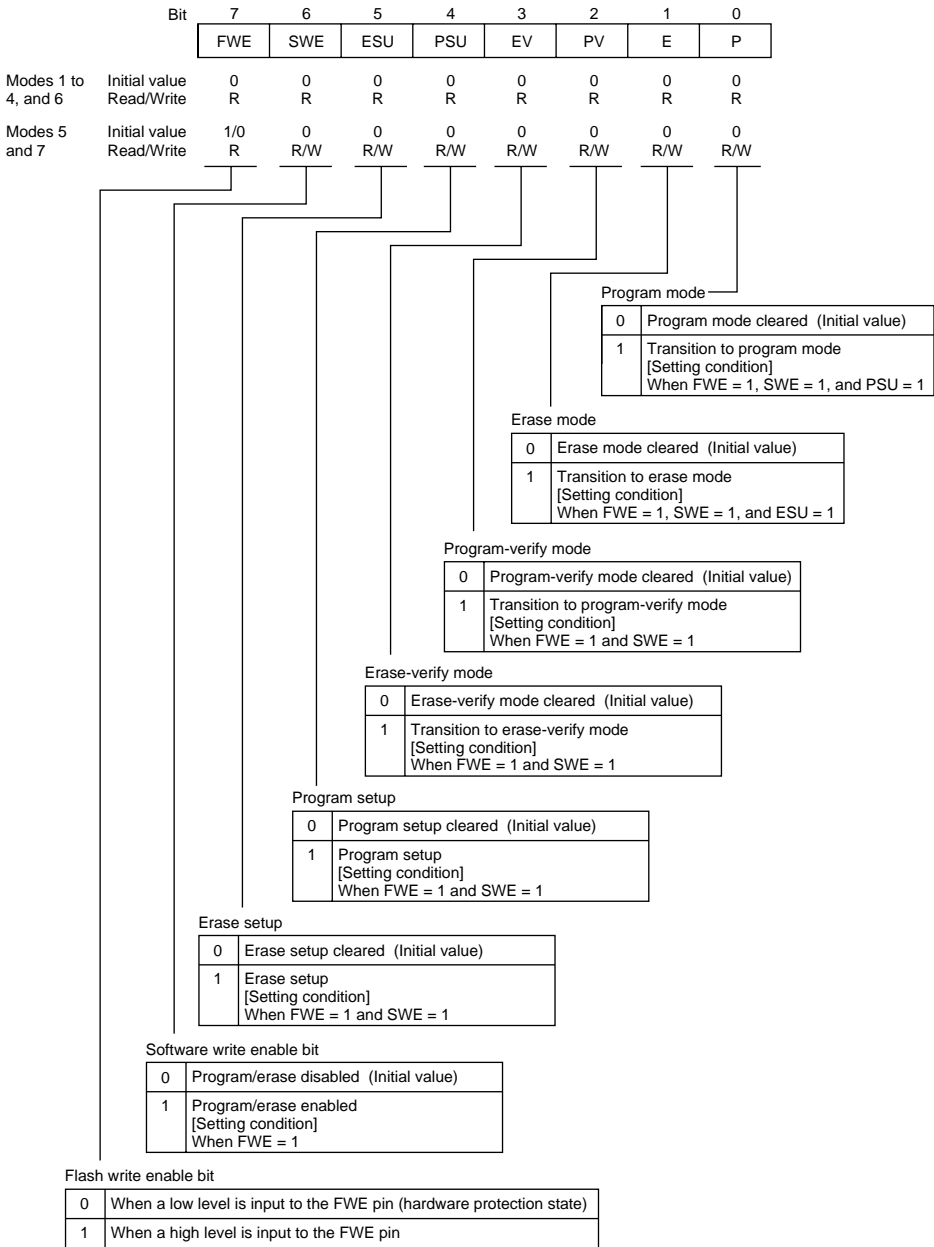 Bit 7 6 5 4 3 2 1 0
FWE SWE ESU PSU EV PV E P
Modes 1 to 4, and 6 Initial value 0 0 0 0 0 0 0 0
Read/Write R R R R R R R R
Modes 5 and 7 Initial value 1/0 0 0 0 0 0 0 0
Read/Write R R/W R/W R/W R/W R/W R/W R/W
Program mode
0 Program mode cleared (Initial value)
1 Transition to program mode
[Setting condition]
When FWE = 1, SWE = 1, and PSU = 1
Erase mode
0 Erase mode cleared (Initial value)
1 Transition to erase mode
[Setting condition]
When FWE = 1, SWE = 1, and ESU = 1
Program-verify mode
0 Program-verify mode cleared (Initial value)
1 Transition to program-verify mode
[Setting condition]
When FWE = 1 and SWE = 1
Erase-verify mode
0 Erase-verify mode cleared (Initial value)
1 Transition to erase-verify mode
[Setting condition]
When FWE = 1 and SWE = 1
Program setup
0 Program setup cleared (Initial value)
1 Program setup
[Setting condition]
When FWE = 1 and SWE = 1
Erase setup
0 Erase setup cleared (Initial value)
1 Erase setup
[Setting condition]
When FWE = 1 and SWE = 1
Software write enable bit
0 Program/erase disabled (Initial value)
1 Program/erase enabled
[Setting condition]
When FWE = 1
Flash write enable bit
0 When a low level is input to the FWE pin (hardware protection state)
1 When a high level is input to the FWE pin